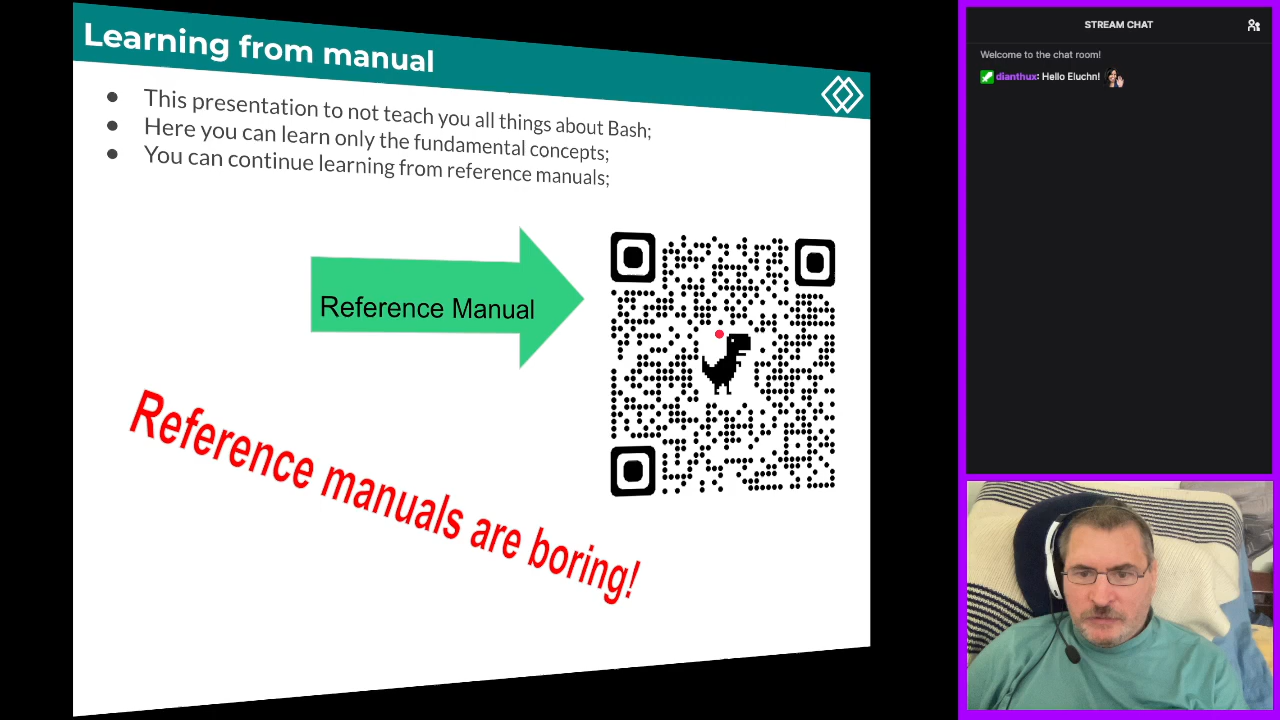 Learning from manual
This presentation to not teach you all things about Bash;
Here you can learn only the fundamental concepts;
You can continue learning from reference manuals;
Reference Manual
Reference manuals are boring!
STREAM CHAT
Welcome to the chat room!
dianthux: Hello Eluchn!